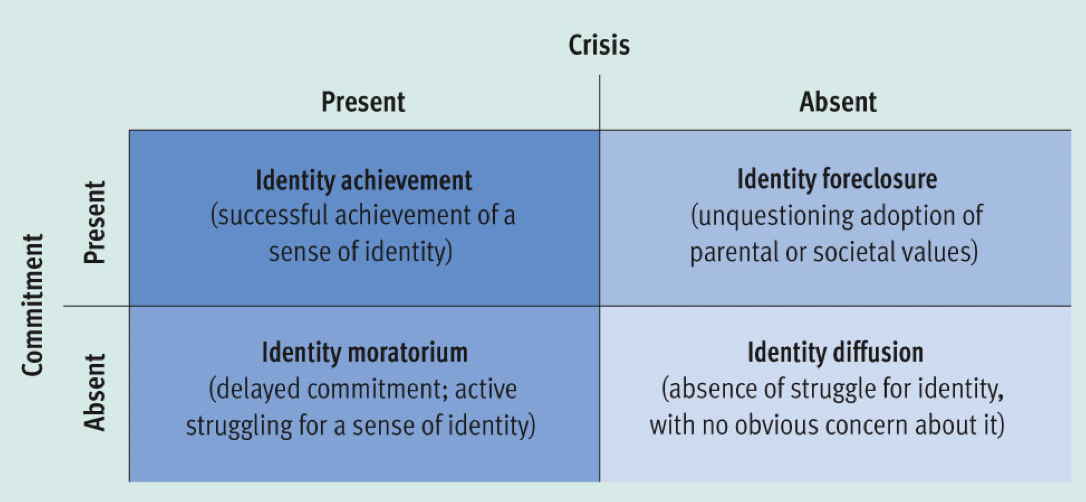 Crisis
Present
Absent
Commitment
Present
Identity achievement
(successful achievement of a
sense of identity)
Identity foreclosure
(unquestioning adoption of
parental or societal values)
Absent
Identity moratorium
(delayed commitment; active
struggling for a sense of identity)
Identity diffusion
(absence of struggle for identity,
with no obvious concern about it)